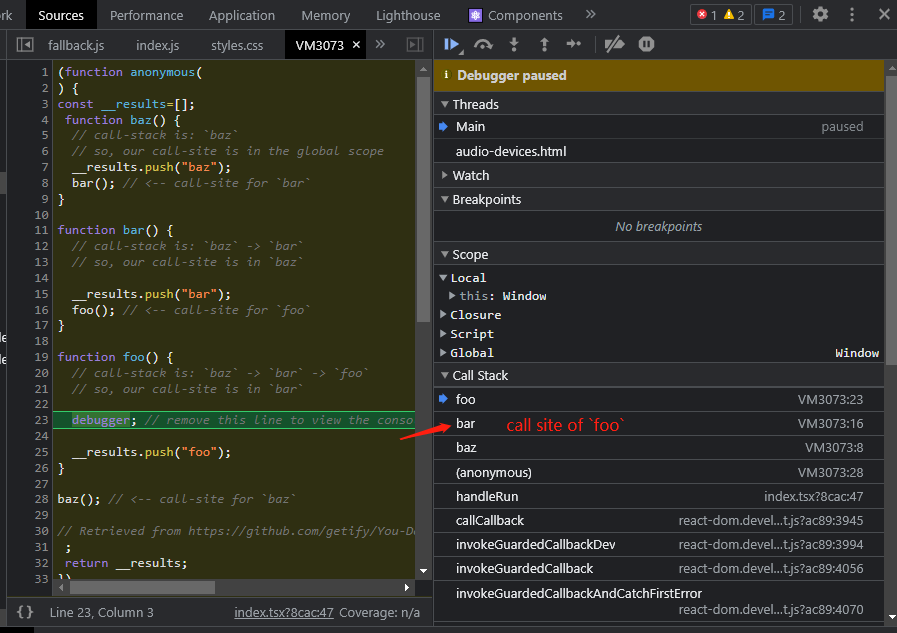 rk Sources Performance Application Memory Lighthouse Components » 1 2 2
fallback.js index.js styles.css VM3073 × »
1 (function anonymous(
2 ) {
3 const __results=[];
4 function baz() {
5 // call-stack is: `baz`
6 // so, our call-site is in the global scope
7 __results.push("baz");
8 bar(); // <-- call-site for `bar`
9 }
10
11 function bar() {
12 // call-stack is: `baz` -> `bar`
13 // so, our call-site is in `baz`
14
15 __results.push("bar");
16 foo(); // <-- call-site for `foo`
17 }
18
19 function foo() {
20 // call-stack is: `baz` -> `bar` -> `foo`
21 // so, our call-site is in `bar`
22
23 debugger; // remove this line to view the conso
24
25 __results.push("foo");
26 }
27
28 baz(); // <-- call-site for `baz`
29
30 // Retrieved from https://github.com/getify/You-D
31 ;
32 return __results;
33 })
{} Line 23, Column 3 index.tsx?8cac:47 Coverage: n/a
Debugger paused
Threads
Main paused
audio-devices.html
Watch
Breakpoints
No breakpoints
Scope
Local
this: Window
Closure
Script
Global Window
Call Stack
foo VM3073:23
bar call site of `foo` VM3073:16
baz VM3073:8
(anonymous) VM3073:28
handleRun index.tsx?8cac:47
callCallback react-dom.devel…t.js?ac89:3945
invokeGuardedCallbackDev react-dom.devel…t.js?ac89:3994
invokeGuardedCallback react-dom.devel…t.js?ac89:4056
invokeGuardedCallbackAndCatchFirstError
react-dom.devel…t.js?ac89:4070